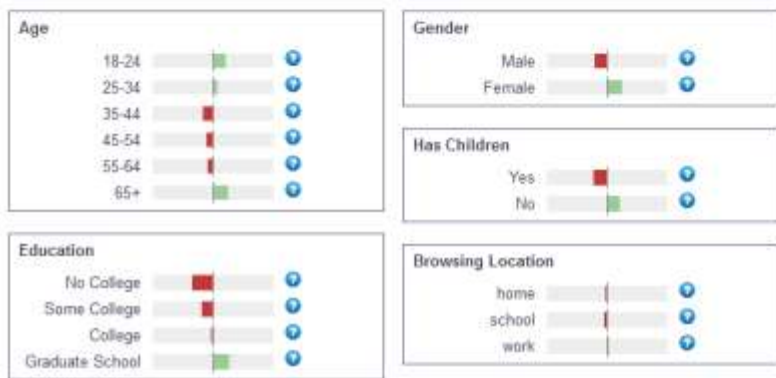 Age
18-24
25-34
35-44
45-54
55-64
65+
Education
No College
Some College
College
Graduate School
Gender
Male
Female
Has Children
Yes
No
Browsing Location
home
school
work